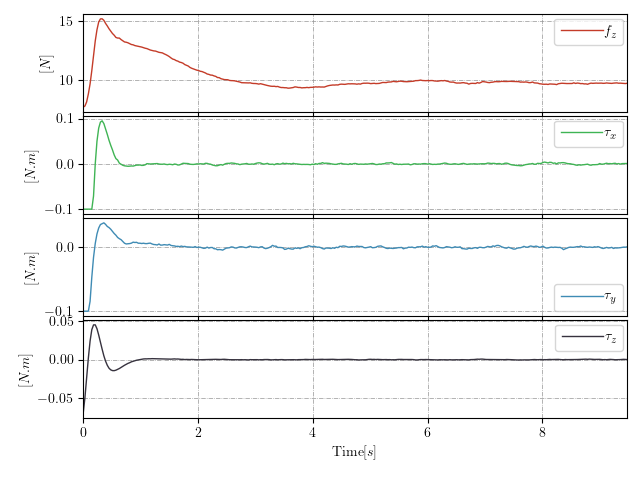 15
10
[N]
f_z
0.1
0.0
−0.1
[N.m]
τ_x
0.0
−0.1
[N.m]
τ_y
0.05
0.00
−0.05
[N.m]
τ_z
0 2 4 6 8
Time[s]